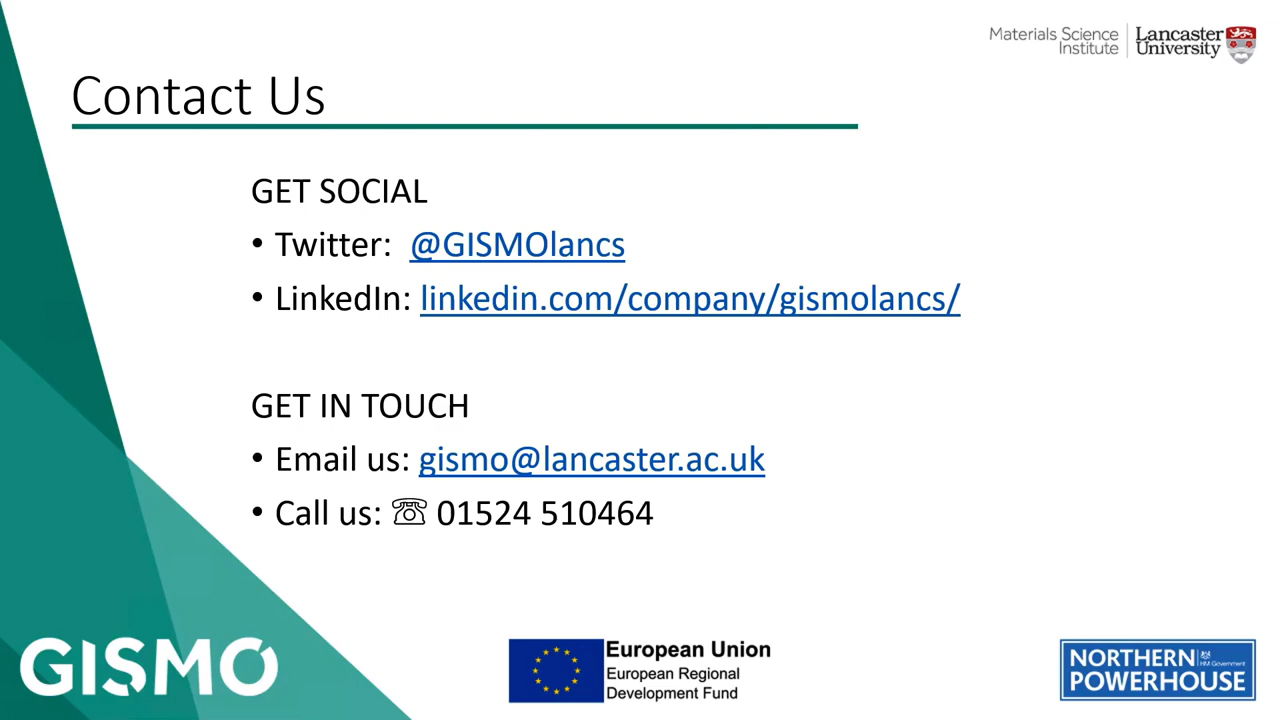 Materials Science
Institute
Lancaster
University
Contact Us
GET SOCIAL
• Twitter: @GISMOlancs
• LinkedIn: linkedin.com/company/gismolancs/
GET IN TOUCH
• Email us: gismo@lancaster.ac.uk
• Call us: ☏ 01524 510464
GISMO
European Union
European Regional
Development Fund
NORTHERN
HM Government
POWERHOUSE